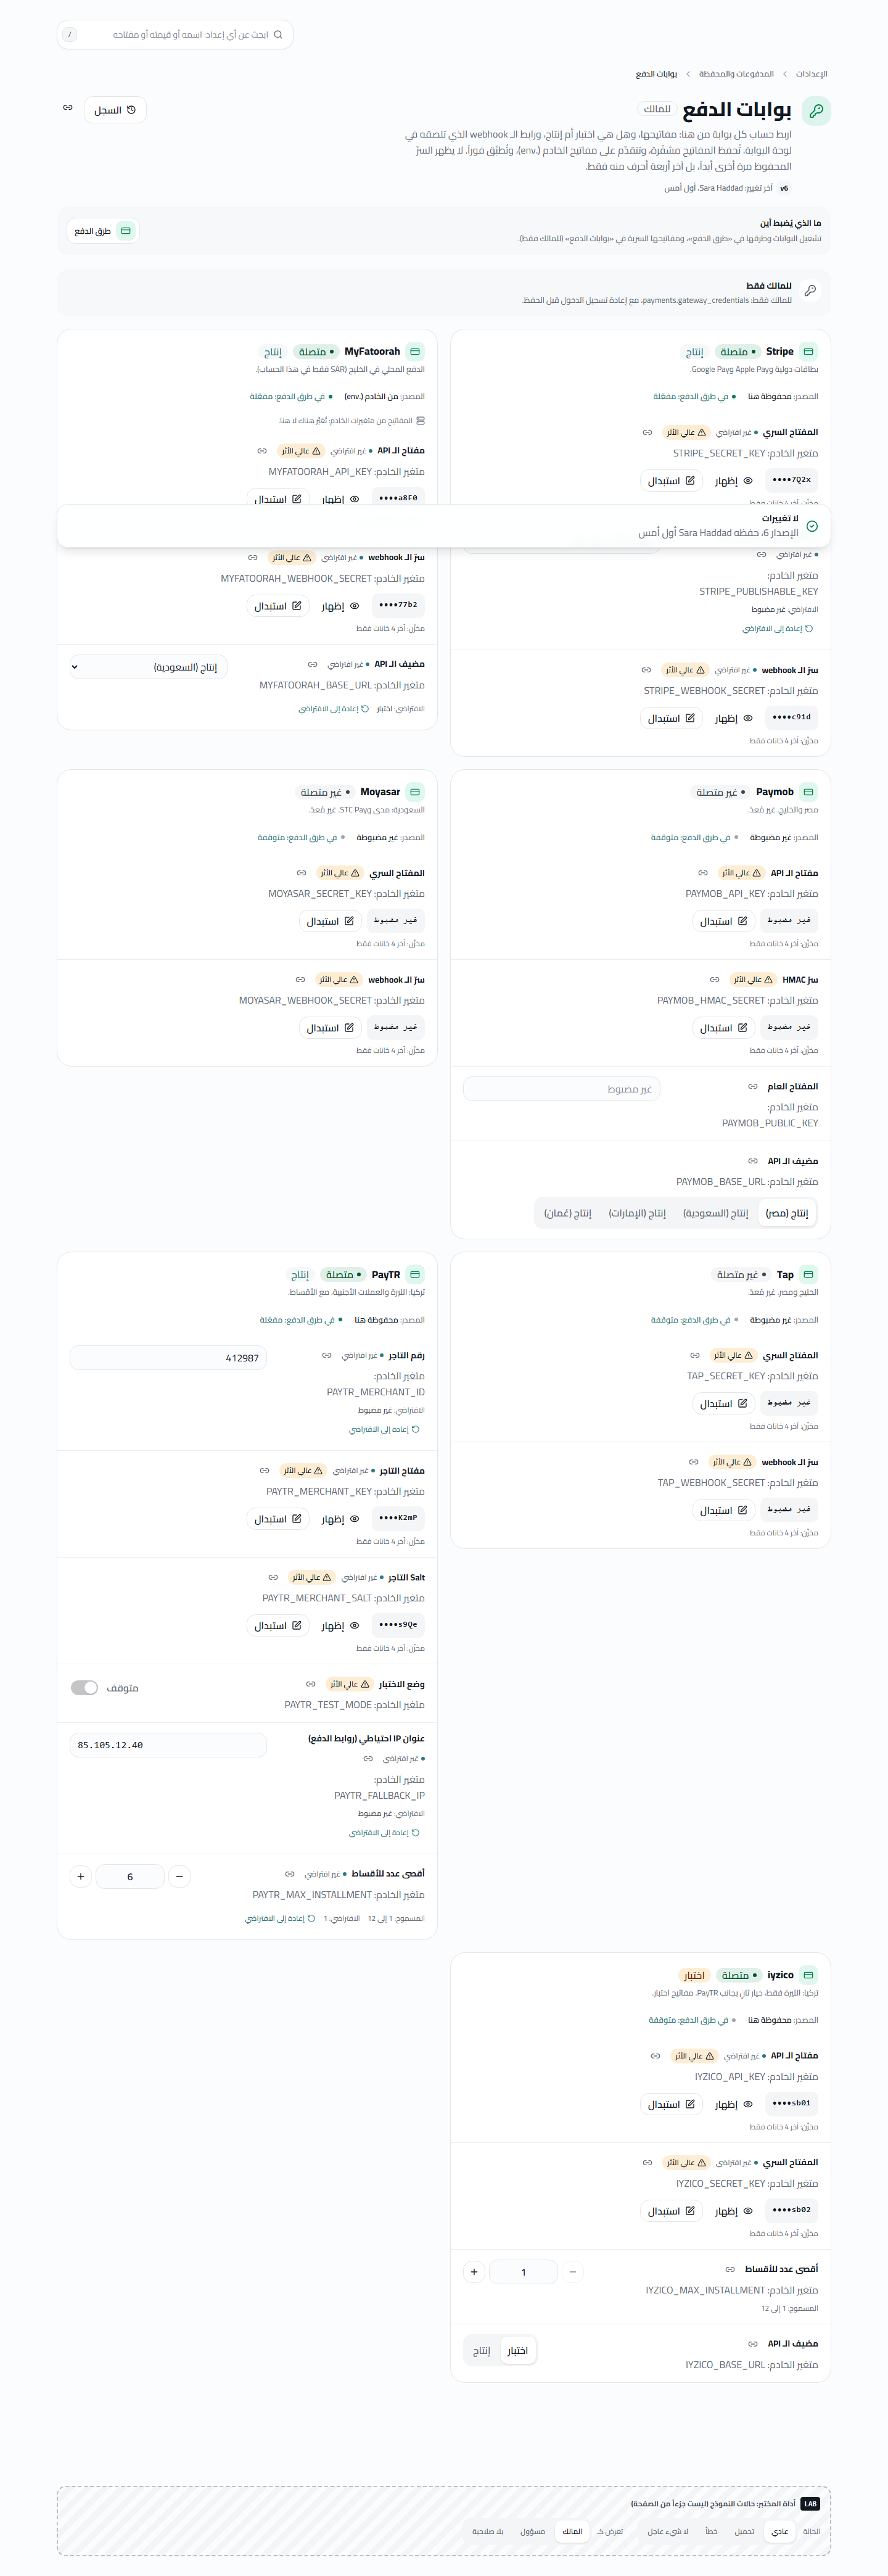 ابحث عن أي إعداد: اسمه أو قيمته أو مفتاحه
/
الإعدادات
المدفوعات والمحفظة
بوابات الدفع
بوابات الدفع
للمالك
السجل
اربط حساب كل بوابة من هنا: مفاتيحها، وهل هي اختبار أم إنتاج، ورابط الـ webhook الذي تلصقه في
لوحة البوابة. تُحفظ المفاتيح مشفّرة، وتتقدّم على مفاتيح الخادم (.env)، وتُطبَّق فوراً. لا يظهر السرّ
المحفوظ مرة أخرى أبداً، بل آخر أربعة أحرف منه فقط.
v6
آخر تغيير: Sara Haddad، أول أمس
ما الذي يُضبط أين
تشغيل البوابات وطرقها في «طرق الدفع»، ومفاتيحها السرية في «بوابات الدفع» (للمالك فقط).
طرق الدفع
للمالك فقط
للمالك فقط: payments.gateway_credentials، مع إعادة تسجيل الدخول قبل الحفظ.
Stripe
متصلة
إنتاج
بطاقات دولية وApple Pay وGoogle Pay.
المصدر: محفوظة هنا
في طرق الدفع: مفعّلة
المفتاح السري
غير افتراضي
عالي الأثر
متغير الخادم: STRIPE_SECRET_KEY
••••7Q2x
إظهار
استبدال
غير افتراضي
متغير الخادم:
STRIPE_PUBLISHABLE_KEY
الافتراضي: غير مضبوط
إعادة إلى الافتراضي
سرّ الـ webhook
غير افتراضي
عالي الأثر
متغير الخادم: STRIPE_WEBHOOK_SECRET
••••c91d
إظهار
استبدال
مخزَّن: آخر 4 خانات فقط
MyFatoorah
متصلة
إنتاج
الدفع المحلي في الخليج (SAR فقط في هذا الحساب).
المصدر: من الخادم (.env)
في طرق الدفع: مفعّلة
المفاتيح من متغيرات الخادم: تُغيَّر هناك لا هنا.
مفتاح الـ API
غير افتراضي
عالي الأثر
متغير الخادم: MYFATOORAH_API_KEY
••••a8F0
إظهار
استبدال
لا تغييرات
الإصدار 6، حفظه Sara Haddad أول أمس
سرّ الـ webhook
غير افتراضي
عالي الأثر
متغير الخادم: MYFATOORAH_WEBHOOK_SECRET
••••77b2
إظهار
استبدال
مخزَّن: آخر 4 خانات فقط
مضيف الـ API
غير افتراضي
إنتاج (السعودية)
متغير الخادم: MYFATOORAH_BASE_URL
الافتراضي: اختبار
إعادة إلى الافتراضي
Paymob
غير متصلة
مصر والخليج. غير مُعدّ.
المصدر: غير مضبوطة
في طرق الدفع: متوقفة
مفتاح الـ API
عالي الأثر
متغير الخادم: PAYMOB_API_KEY
غير مضبوط
استبدال
مخزَّن: آخر 4 خانات فقط
سرّ HMAC
عالي الأثر
متغير الخادم: PAYMOB_HMAC_SECRET
غير مضبوط
استبدال
مخزَّن: آخر 4 خانات فقط
المفتاح العام
غير مضبوط
متغير الخادم:
PAYMOB_PUBLIC_KEY
مضيف الـ API
متغير الخادم: PAYMOB_BASE_URL
إنتاج (مصر)
إنتاج (السعودية)
إنتاج (الإمارات)
إنتاج (عُمان)
Moyasar
غير متصلة
السعودية: مدى وSTC Pay. غير مُعدّ.
المصدر: غير مضبوطة
في طرق الدفع: متوقفة
المفتاح السري
عالي الأثر
متغير الخادم: MOYASAR_SECRET_KEY
غير مضبوط
استبدال
مخزَّن: آخر 4 خانات فقط
سرّ الـ webhook
عالي الأثر
متغير الخادم: MOYASAR_WEBHOOK_SECRET
غير مضبوط
استبدال
مخزَّن: آخر 4 خانات فقط
Tap
غير متصلة
الخليج ومصر. غير مُعدّ.
المصدر: غير مضبوطة
في طرق الدفع: متوقفة
المفتاح السري
عالي الأثر
متغير الخادم: TAP_SECRET_KEY
غير مضبوط
استبدال
مخزَّن: آخر 4 خانات فقط
سرّ الـ webhook
عالي الأثر
متغير الخادم: TAP_WEBHOOK_SECRET
غير مضبوط
استبدال
مخزَّن: آخر 4 خانات فقط
PayTR
متصلة
إنتاج
تركيا: الليرة والعملات الأجنبية، مع الأقساط.
المصدر: محفوظة هنا
في طرق الدفع: مفعّلة
رقم التاجر
غير افتراضي
412987
متغير الخادم:
PAYTR_MERCHANT_ID
الافتراضي: غير مضبوط
إعادة إلى الافتراضي
مفتاح التاجر
غير افتراضي
عالي الأثر
متغير الخادم: PAYTR_MERCHANT_KEY
••••K2mP
إظهار
استبدال
مخزَّن: آخر 4 خانات فقط
Salt التاجر
غير افتراضي
عالي الأثر
متغير الخادم: PAYTR_MERCHANT_SALT
••••s9Qe
إظهار
استبدال
مخزَّن: آخر 4 خانات فقط
وضع الاختبار
عالي الأثر
متوقف
متغير الخادم: PAYTR_TEST_MODE
عنوان IP احتياطي (روابط الدفع)
غير افتراضي
85.105.12.40
متغير الخادم:
PAYTR_FALLBACK_IP
الافتراضي: غير مضبوط
إعادة إلى الافتراضي
أقصى عدد للأقساط
غير افتراضي
−
6
+
متغير الخادم: PAYTR_MAX_INSTALLMENT
المسموح: 1 إلى 12
الافتراضي: 1
إعادة إلى الافتراضي
iyzico
متصلة
اختبار
تركيا: الليرة فقط، خيار ثانٍ بجانب PayTR. مفاتيح اختبار.
المصدر: محفوظة هنا
في طرق الدفع: متوقفة
مفتاح الـ API
غير افتراضي
عالي الأثر
متغير الخادم: IYZICO_API_KEY
••••sb01
إظهار
استبدال
مخزَّن: آخر 4 خانات فقط
المفتاح السري
غير افتراضي
عالي الأثر
متغير الخادم: IYZICO_SECRET_KEY
••••sb02
إظهار
استبدال
مخزَّن: آخر 4 خانات فقط
أقصى عدد للأقساط
−
1
+
متغير الخادم: IYZICO_MAX_INSTALLMENT
المسموح: 1 إلى 12
مضيف الـ API
اختبار
إنتاج
متغير الخادم: IYZICO_BASE_URL
LAB
أداة المختبر: حالات النموذج (ليست جزءاً من الصفحة)
الحالة
عادي
تحميل
خطأ
لا شيء عاجل
تعرض كـ
المالك
مسؤول
بلا صلاحية